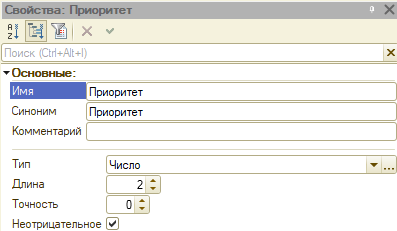 Свойства: Приоритет
Поиск (Ctrl+Alt+I)
Основные:
Имя Приоритет
Синоним Приоритет
Комментарий
Тип Число ...
Длина 2
Точность 0
Неотрицательное